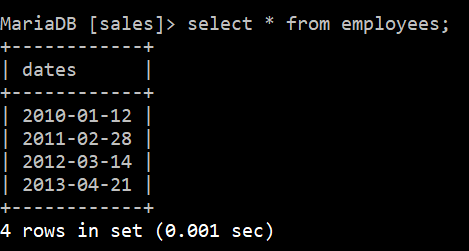 MariaDB [sales]> select * from employees;
+------------+
| dates      |
+------------+
| 2010-01-12 |
| 2011-02-28 |
| 2012-03-14 |
| 2013-04-21 |
+------------+
4 rows in set (0.001 sec)